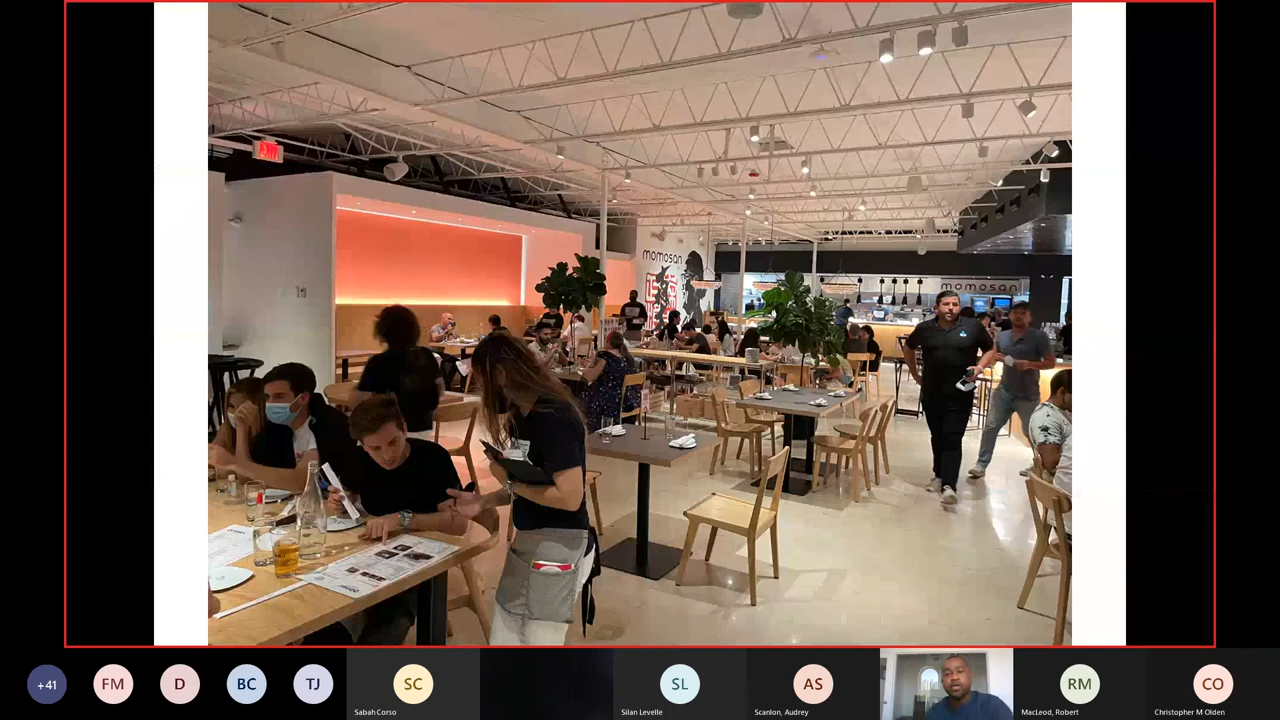 EXIT
momosan
momosan
+41
FM
D
BC
TJ
SC
Sabah Corso
SL
Silan Levelle
AS
Scanlon, Audrey
RM
MacLeod, Robert
CO
Christopher M Olden